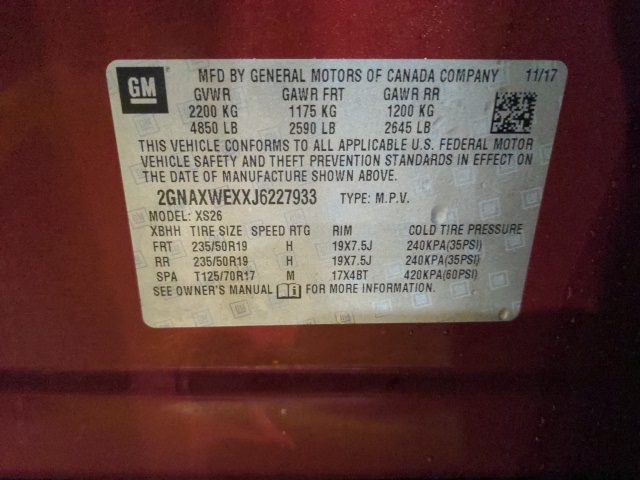 GM
MFD BY GENERAL MOTORS OF CANADA COMPANY 11/17
GVWR GAWR FRT GAWR RR
2200 KG 1175 KG 1200 KG
4850 LB 2590 LB 2645 LB
THIS VEHICLE CONFORMS TO ALL APPLICABLE U.S. FEDERAL MOTOR
VEHICLE SAFETY AND THEFT PREVENTION STANDARDS IN EFFECT ON
THE DATE OF MANUFACTURE SHOWN ABOVE.
2GNAXWEXXJ6227933 TYPE: M.P.V.
MODEL: XS26
XBHH TIRE SIZE SPEED RTG RIM COLD TIRE PRESSURE
FRT 235/50R19 H 19X7.5J 240KPA(35PSI)
RR 235/50R19 H 19X7.5J 240KPA(35PSI)
SPA T125/70R17 M 17X4BT 420KPA(60PSI)
SEE OWNER'S MANUAL FOR MORE INFORMATION.